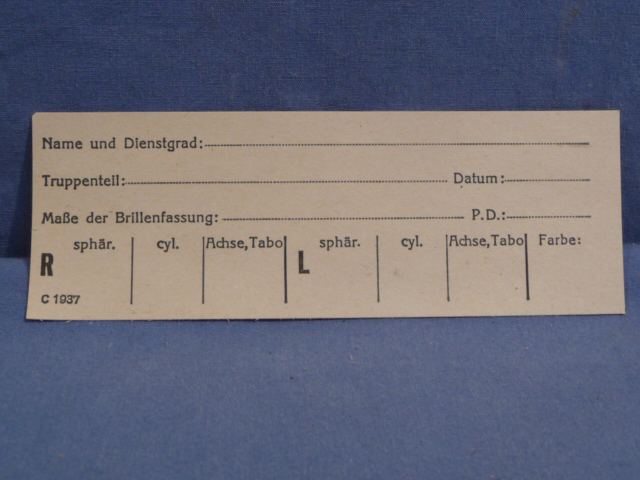 Name und Dienstgrad:
Truppenteil: Datum:
Maße der Brillenfassung: P.D.:
R sphär. cyl. Achse, Tabo L sphär. cyl. Achse, Tabo Farbe:
C 1937